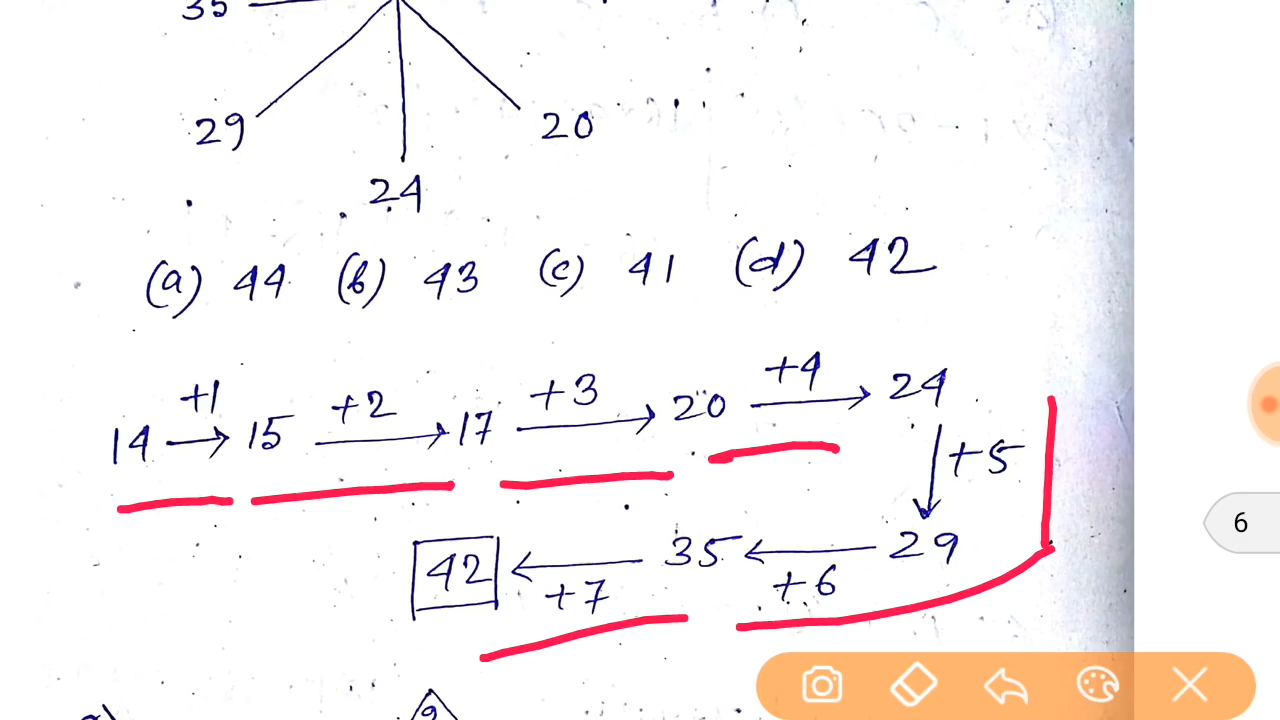 35
29
20
24
(a) 44 (b) 43 (c) 41 (d) 42
+1 +2 +3 +4
14 → 15 → 17 → 20 → 24
↓ +5
42 ← 35 ← 29
+7 +6
6